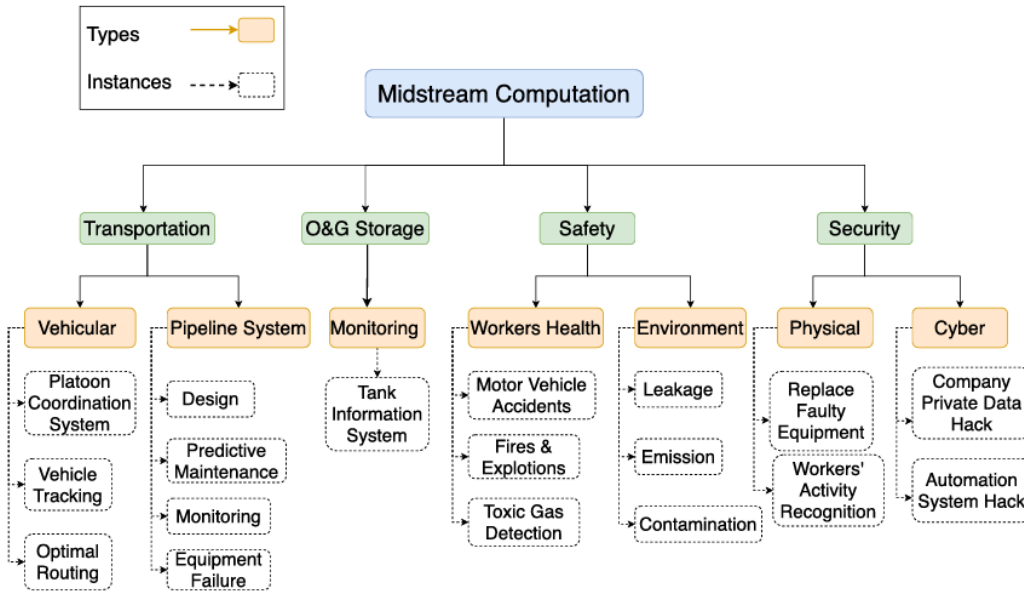 Types
Instances
Midstream Computation
Transportation
O&G Storage
Safety
Security
Vehicular
Pipeline System
Monitoring
Workers Health
Environment
Physical
Cyber
Platoon
Coordination
System
Vehicle
Tracking
Optimal
Routing
Design
Predictive
Maintenance
Monitoring
Equipment
Failure
Tank
Information
System
Motor Vehicle
Accidents
Fires &
Explotions
Toxic Gas
Detection
Leakage
Emission
Contamination
Replace
Faulty
Equipment
Workers'
Activity
Recognition
Company
Private Data
Hack
Automation
System Hack